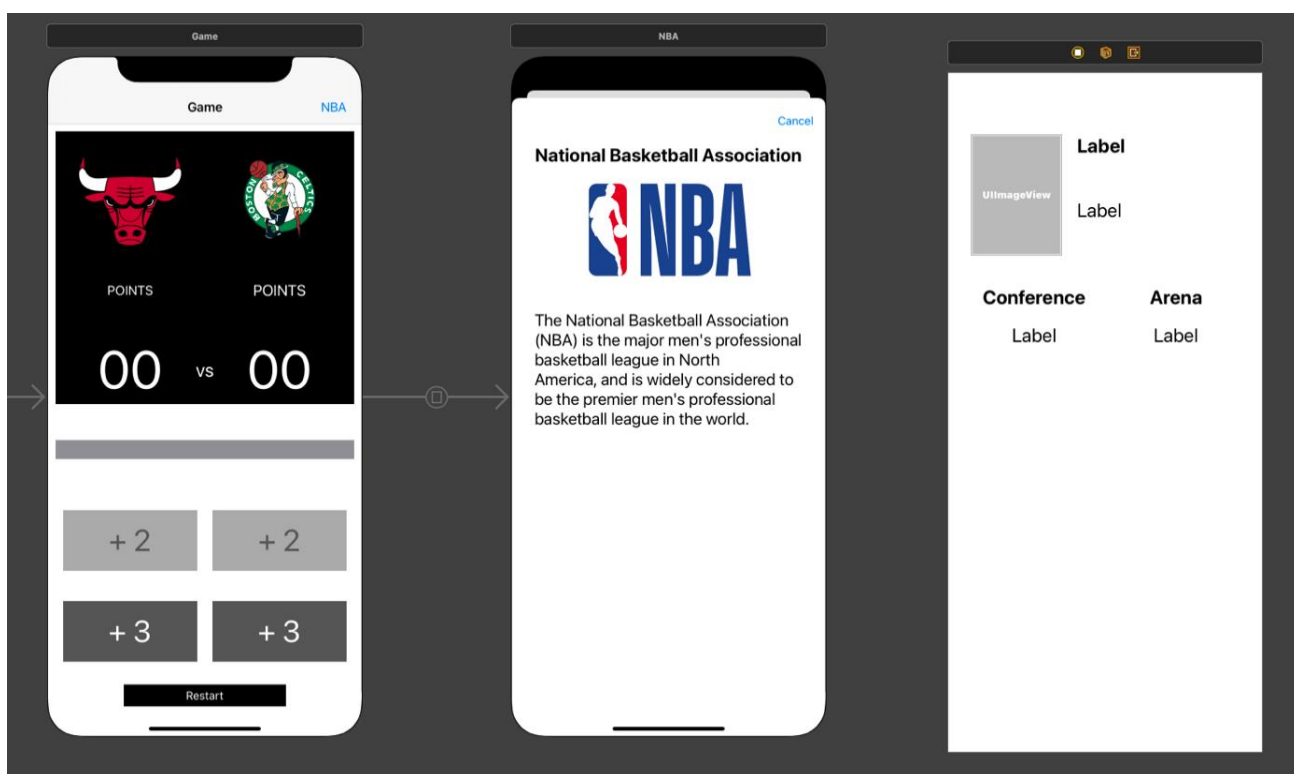 Game
Game
NBA
BOSTON
CELTICS
POINTS
POINTS
00
vs
00
+ 2
+ 2
+ 3
+ 3
Restart
NBA
Cancel
National Basketball Association
NBA
The National Basketball Association
(NBA) is the major men's professional
basketball league in North
America, and is widely considered to
be the premier men's professional
basketball league in the world.
UIImageView
Label
Label
Conference
Arena
Label
Label